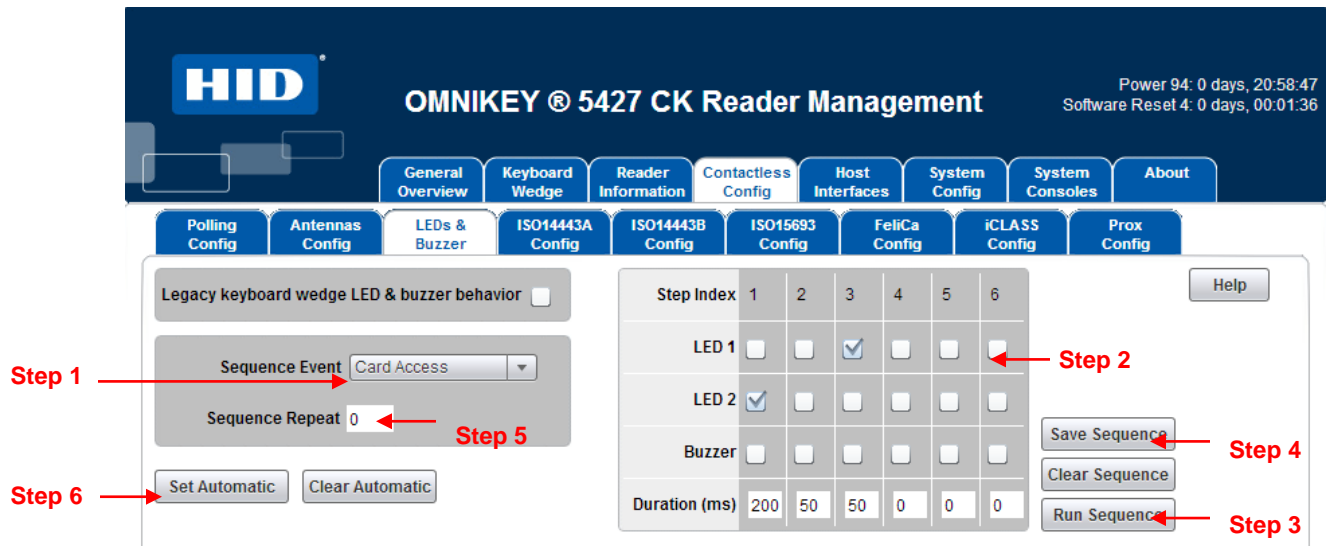 HID
OMNIKEY ® 5427 CK Reader Management
Power 94: 0 days, 20:58:47
Software Reset 4: 0 days, 00:01:36
General Overview
Keyboard Wedge
Reader Information
Contactless Config
Host Interfaces
System Config
System Consoles
About
Polling Config
Antennas Config
LEDs & Buzzer
ISO14443A Config
ISO14443B Config
ISO15693 Config
FeliCa Config
iCLASS Config
Prox Config
Legacy keyboard wedge LED & buzzer behavior
Step 1
Sequence Event Card Access
Sequence Repeat 0
Step 5
Step 6
Set Automatic
Clear Automatic
Step Index 1 2 3 4 5 6
LED 1
Step 2
LED 2
Buzzer
Duration (ms) 200 50 50 0 0 0
Help
Save Sequence
Step 4
Clear Sequence
Run Sequence
Step 3